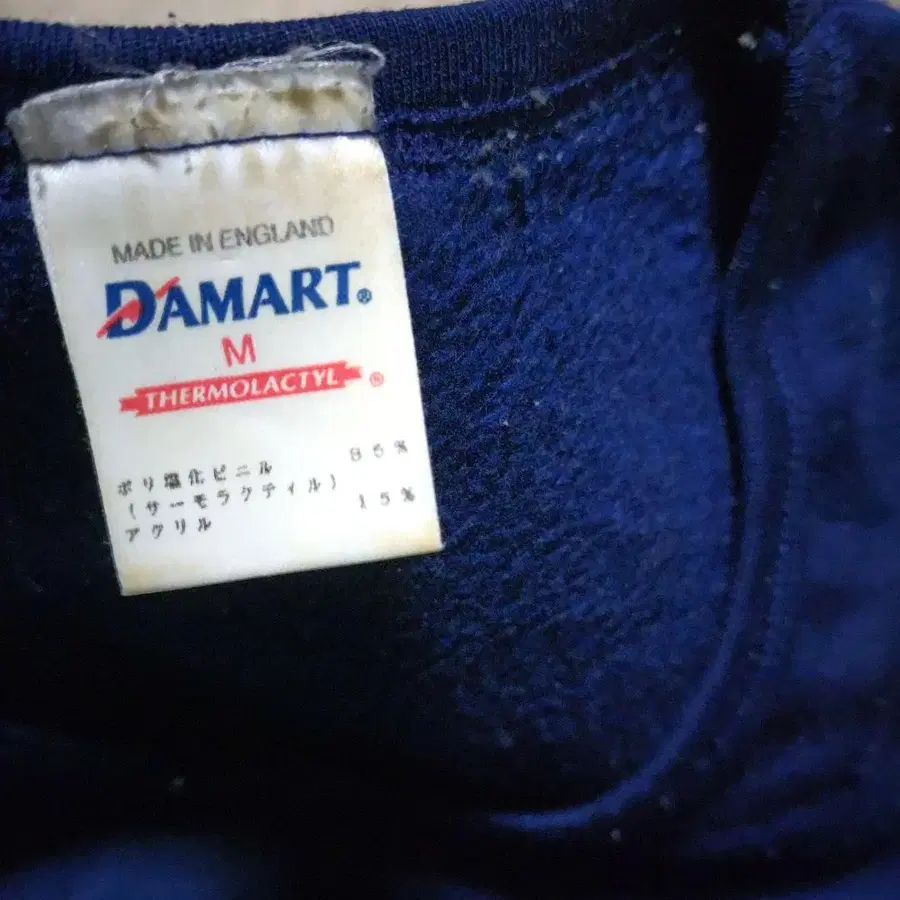 MADE IN ENGLAND
DAMART®
M
THERMOLACTYL®
ポリ塩化ビニル 85%
(サーモラクティル)
アクリル 15%